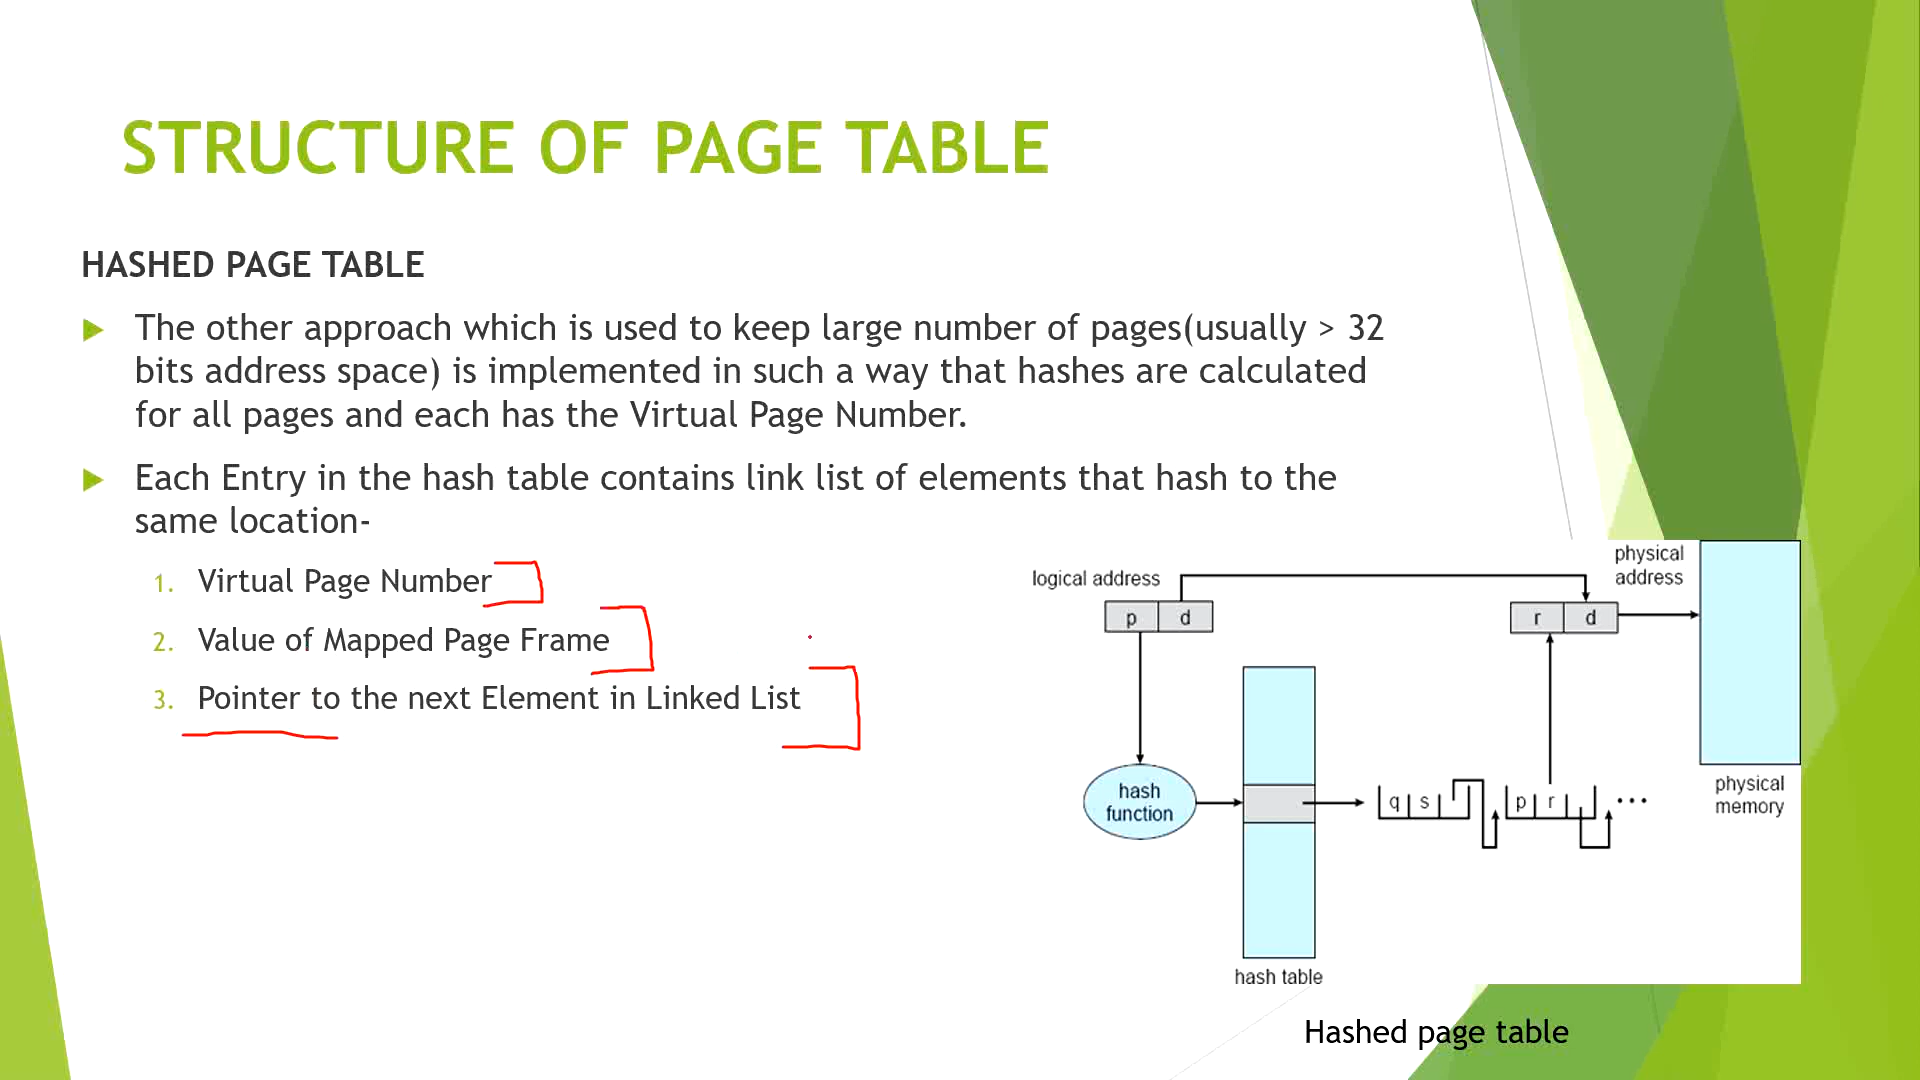 STRUCTURE OF PAGE TABLE
HASHED PAGE TABLE
The other approach which is used to keep large number of pages(usually > 32
bits address space) is implemented in such a way that hashes are calculated
for all pages and each has the Virtual Page Number.
Each Entry in the hash table contains link list of elements that hash to the
same location-
1. Virtual Page Number
2. Value of Mapped Page Frame
3. Pointer to the next Element in Linked List
logical address
p d
physical
address
r d
hash
function
q s
p r
...
physical
memory
hash table
Hashed page table